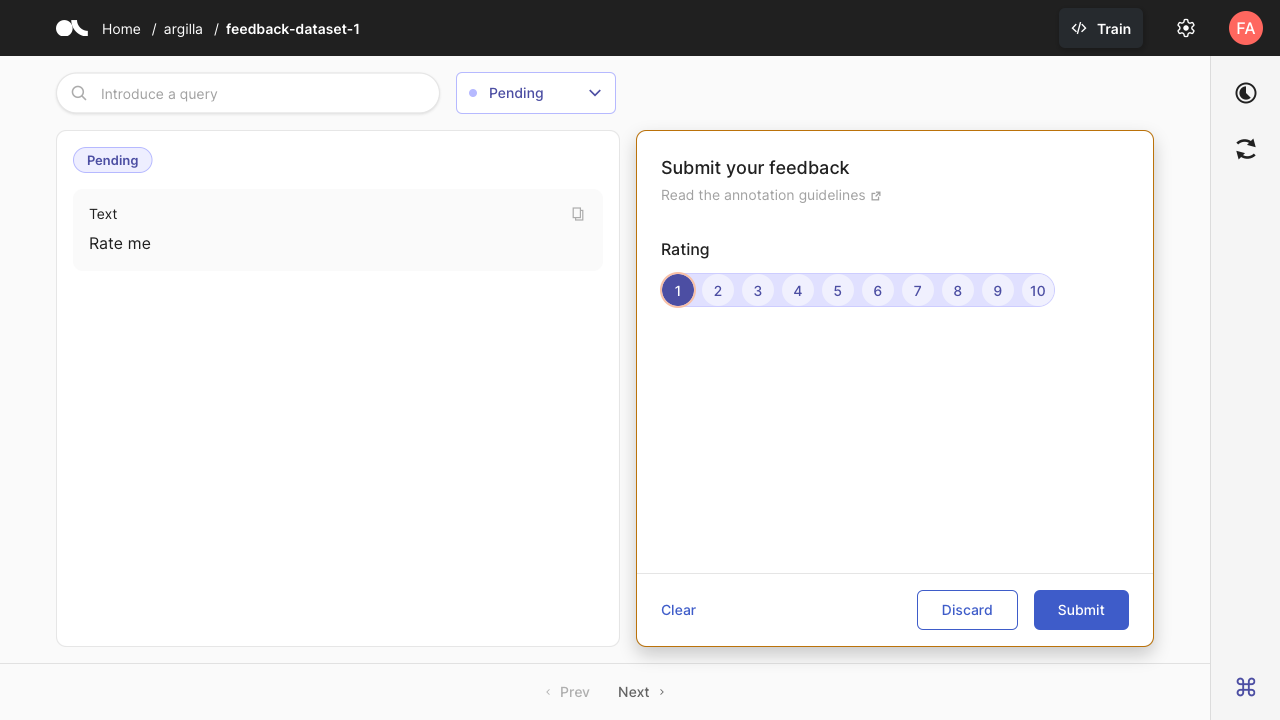 Home / argilla / feedback-dataset-1
Train
FA
Introduce a query
Pending
Pending
Text
Rate me
Submit your feedback
Read the annotation guidelines
Rating
1 2 3 4 5 6 7 8 9 10
Clear
Discard
Submit
Prev
Next